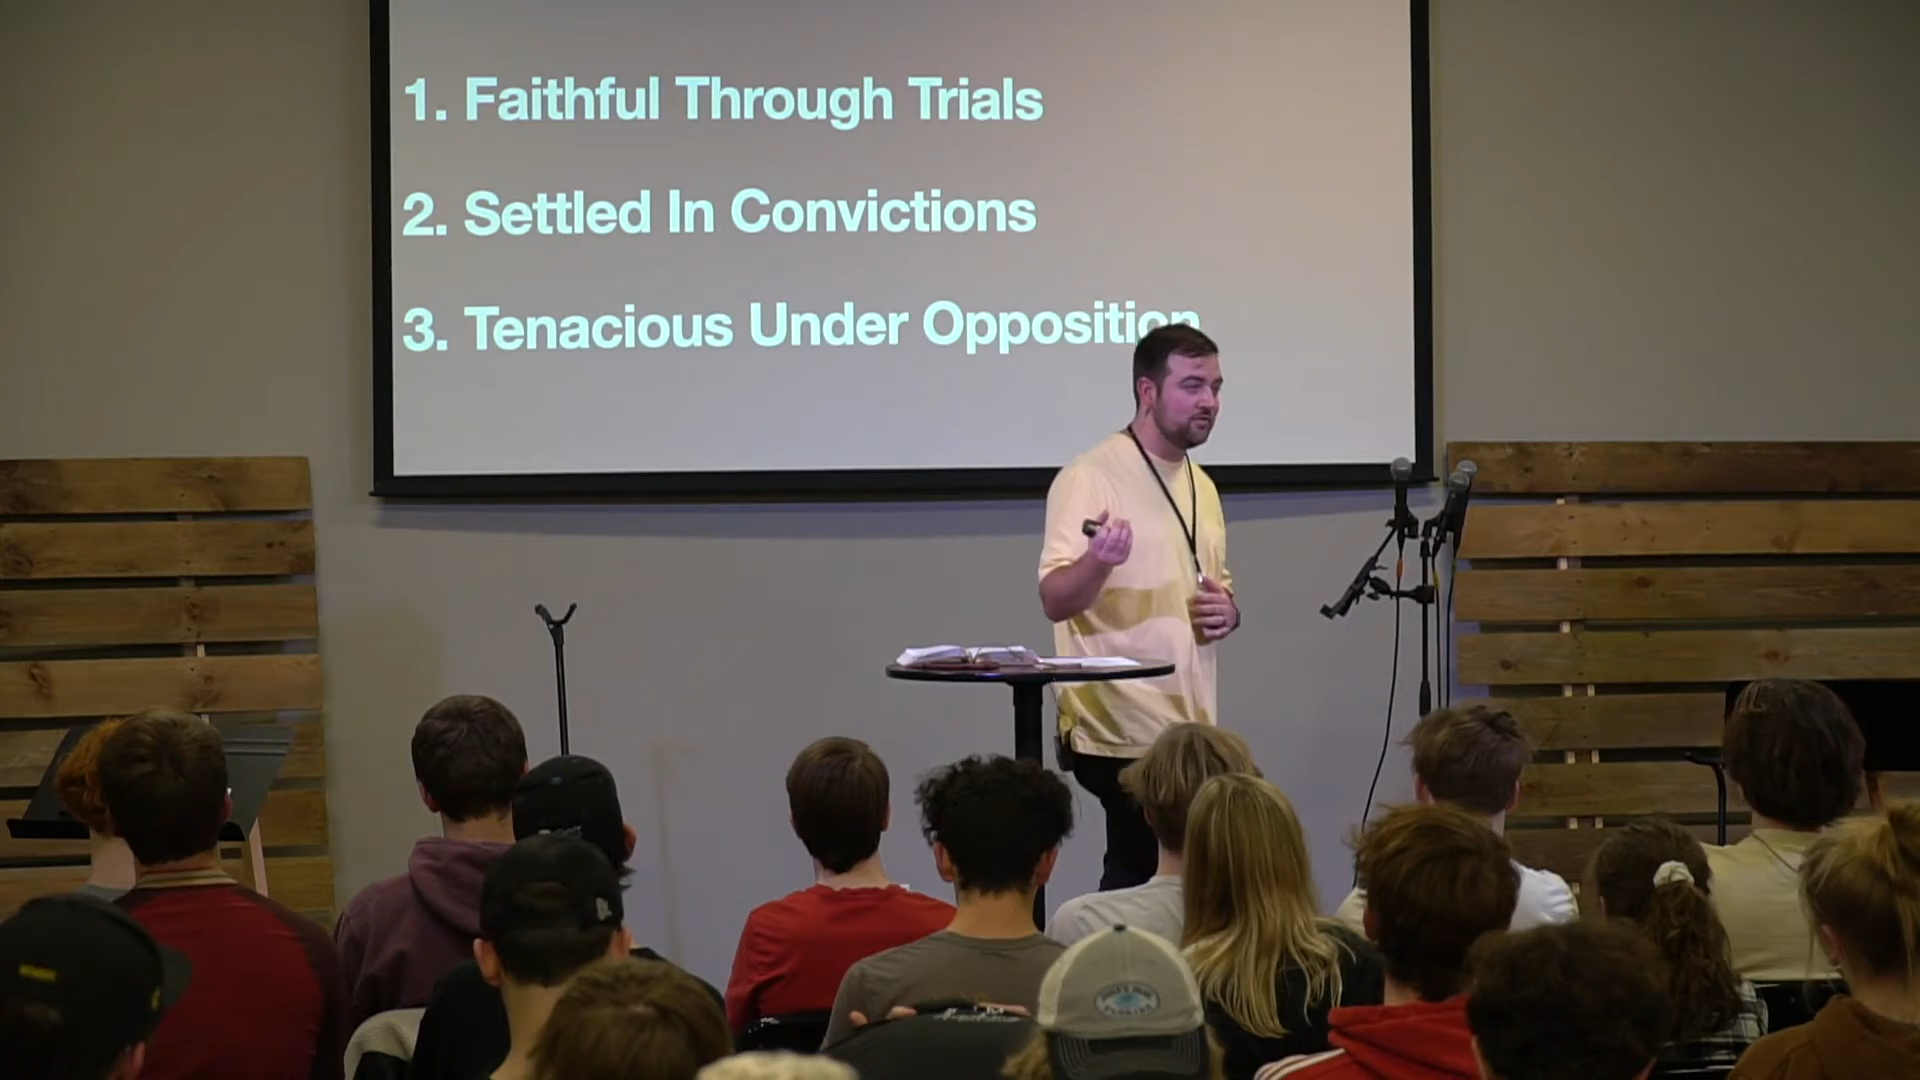 1. Faithful Through Trials
2. Settled In Convictions
3. Tenacious Under Opposition